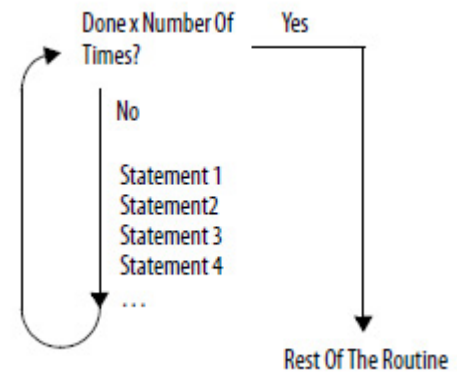 Done x Number Of
Times?
Yes
No
Statement 1
Statement2
Statement 3
Statement 4
...
Rest Of The Routine